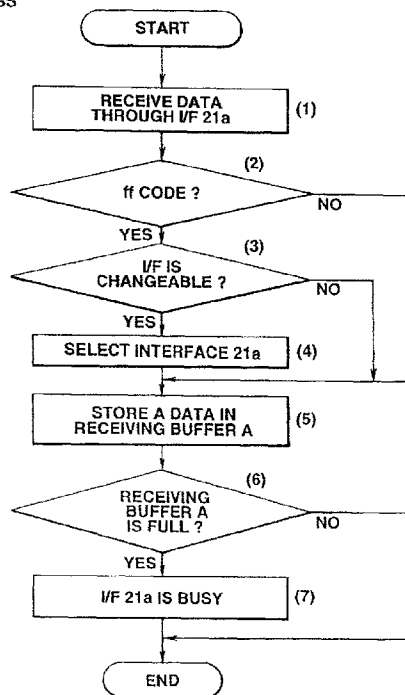 START
RECEIVE DATA
THROUGH I/F 21a
(1)
(2)
ff CODE ?
NO
YES
(3)
I/F IS
CHANGEABLE ?
NO
YES
SELECT INTERFACE 21a
(4)
STORE A DATA IN
RECEIVING BUFFER A
(5)
(6)
RECEIVING
BUFFER A
IS FULL ?
NO
YES
I/F 21a IS BUSY
(7)
END